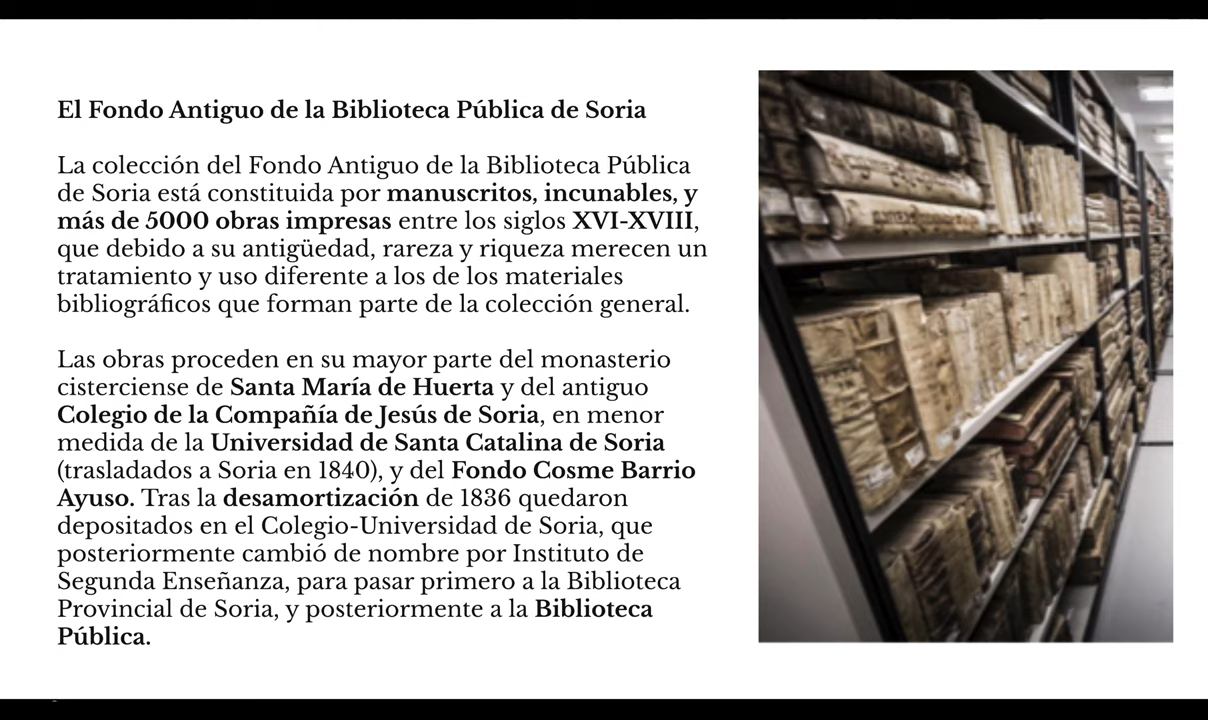 El Fondo Antiguo de la Biblioteca Pública de Soria
La colección del Fondo Antiguo de la Biblioteca Pública
de Soria está constituida por manuscritos, incunables, y
más de 5000 obras impresas entre los siglos XVI-XVIII,
que debido a su antigüedad, rareza y riqueza merecen un
tratamiento y uso diferente a los de los materiales
bibliográficos que forman parte de la colección general.
Las obras proceden en su mayor parte del monasterio
cisterciense de Santa María de Huerta y del antiguo
Colegio de la Compañía de Jesús de Soria, en menor
medida de la Universidad de Santa Catalina de Soria
(trasladados a Soria en 1840), y del Fondo Cosme Barrio
Ayuso. Tras la desamortización de 1836 quedaron
depositados en el Colegio-Universidad de Soria, que
posteriormente cambió de nombre por Instituto de
Segunda Enseñanza, para pasar primero a la Biblioteca
Provincial de Soria, y posteriormente a la Biblioteca
Pública.